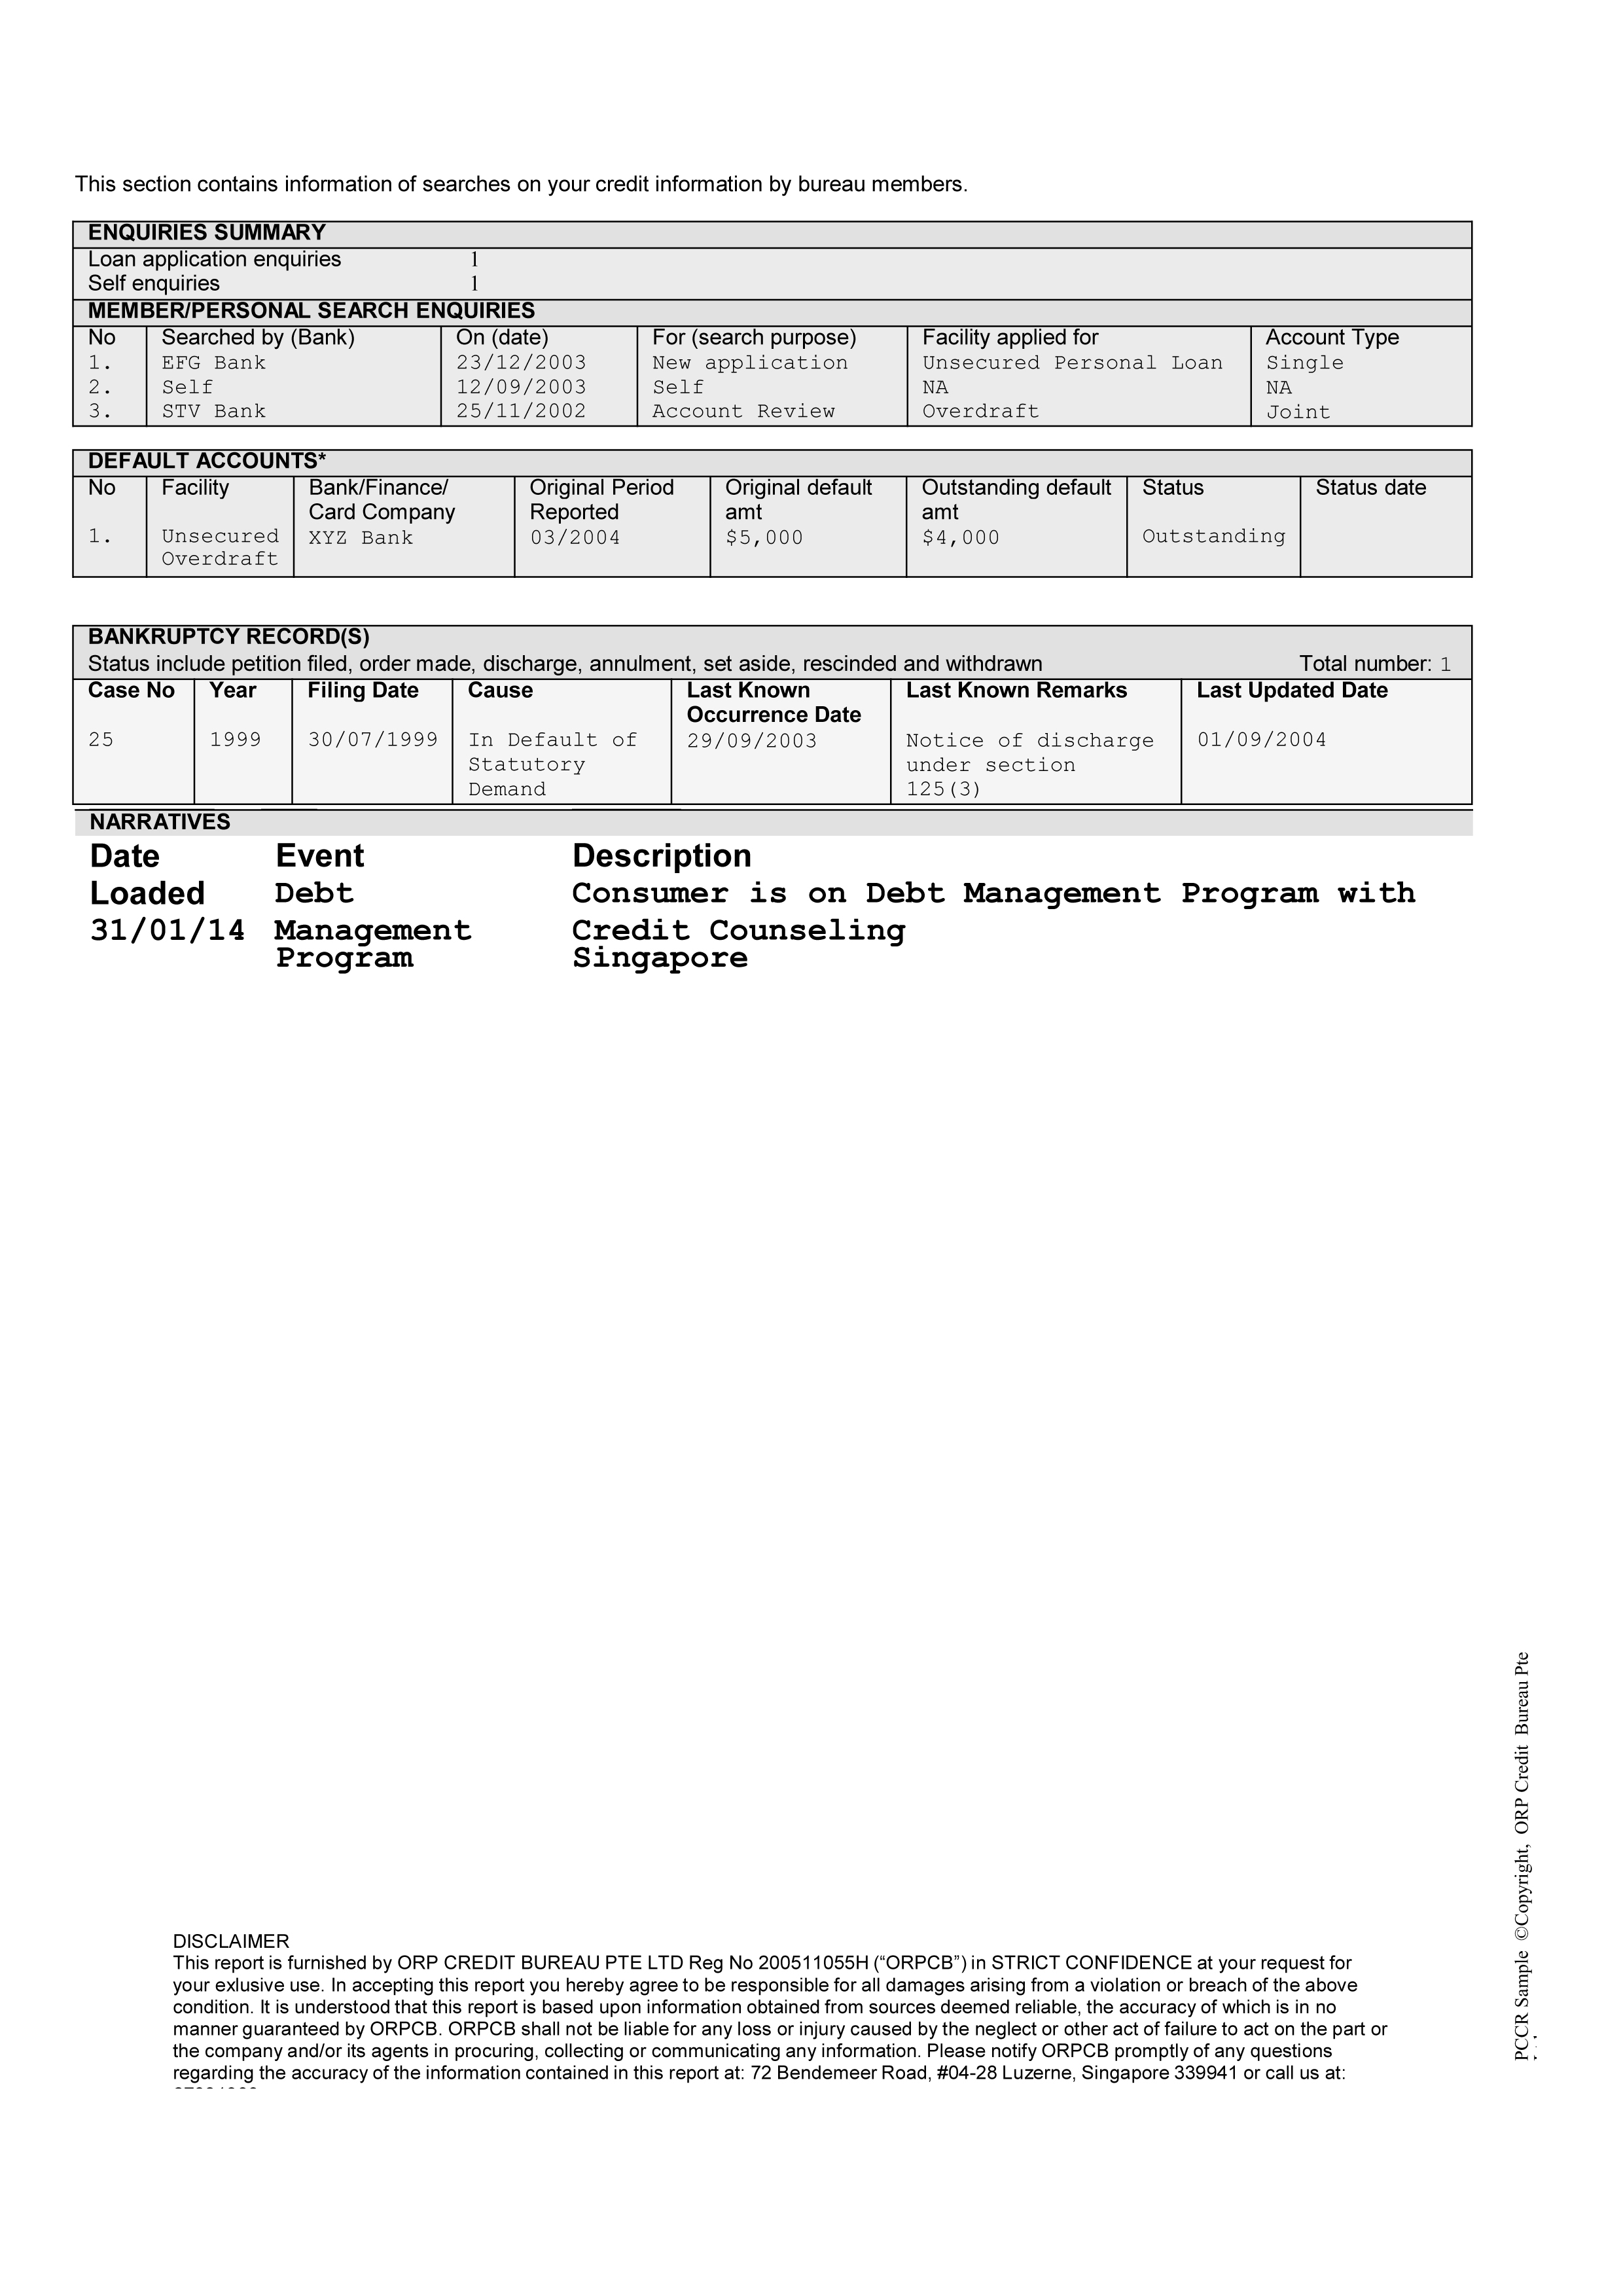 This section contains information of searches on your credit information by bureau members.
ENQUIRIES SUMMARY
Loan application enquiries 1
Self enquiries 1
MEMBER/PERSONAL SEARCH ENQUIRIES
No Searched by (Bank) On (date) For (search purpose) Facility applied for Account Type
1. EFG Bank 23/12/2003 New application Unsecured Personal Loan Single
2. Self 12/09/2003 Self NA NA
3. STV Bank 25/11/2002 Account Review Overdraft Joint
DEFAULT ACCOUNTS*
No Facility Bank/Finance/ Original Period Original default Outstanding default Status Status date
Card Company Reported amt amt
1. Unsecured XYZ Bank 03/2004 $5,000 $4,000 Outstanding
Overdraft
BANKRUPTCY RECORD(S)
Status include petition filed, order made, discharge, annulment, set aside, rescinded and withdrawn Total number: 1
Case No Year Filing Date Cause Last Known Last Known Remarks Last Updated Date
Occurrence Date
25 1999 30/07/1999 In Default of 29/09/2003 Notice of discharge 01/09/2004
Statutory under section
Demand 125(3)
NARRATIVES
Date Event Description
Loaded Debt Consumer is on Debt Management Program with
31/01/14 Management Credit Counseling
Program Singapore
DISCLAIMER
This report is furnished by ORP CREDIT BUREAU PTE LTD Reg No 200511055H (“ORPCB”) in STRICT CONFIDENCE at your request for
your exlusive use. In accepting this report you hereby agree to be responsible for all damages arising from a violation or breach of the above
condition. It is understood that this report is based upon information obtained from sources deemed reliable, the accuracy of which is in no
manner guaranteed by ORPCB. ORPCB shall not be liable for any loss or injury caused by the neglect or other act of failure to act on the part or
the company and/or its agents in procuring, collecting or communicating any information. Please notify ORPCB promptly of any questions
regarding the accuracy of the information contained in this report at: 72 Bendemeer Road, #04-28 Luzerne, Singapore 339941 or call us at:
PCCR Sample ©Copyright, ORP Credit Bureau Pte